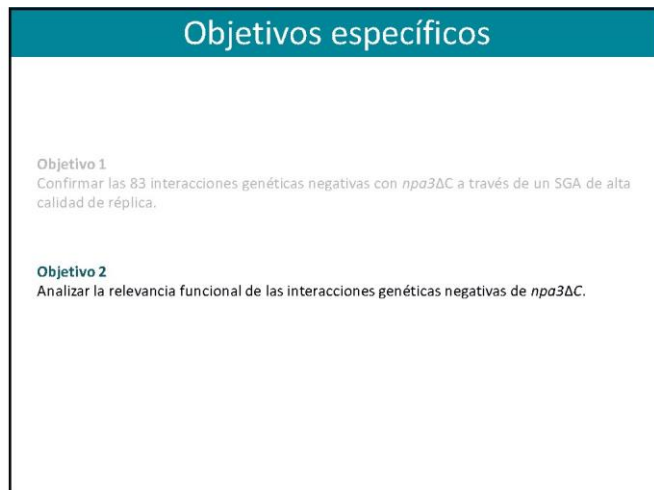 Objetivos específicos
Objetivo 1
Confirmar las 83 interacciones genéticas negativas con npa3ΔC a través de un SGA de alta
calidad de réplica.
Objetivo 2
Analizar la relevancia funcional de las interacciones genéticas negativas de npa3ΔC.